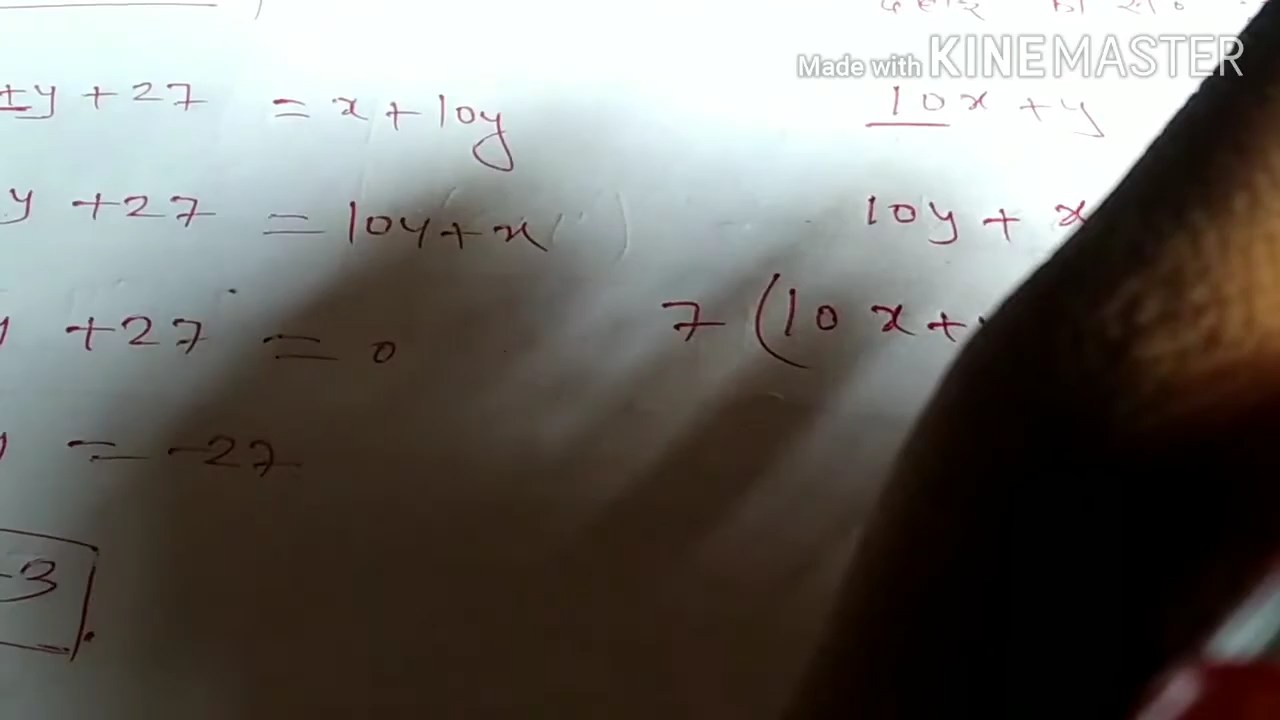 Made with KINEMASTER
+y +27 = x + 10y
y +27 = 10y + x
+27 = 0
= -27
-3
10x + y
10y + x
7 (10x +